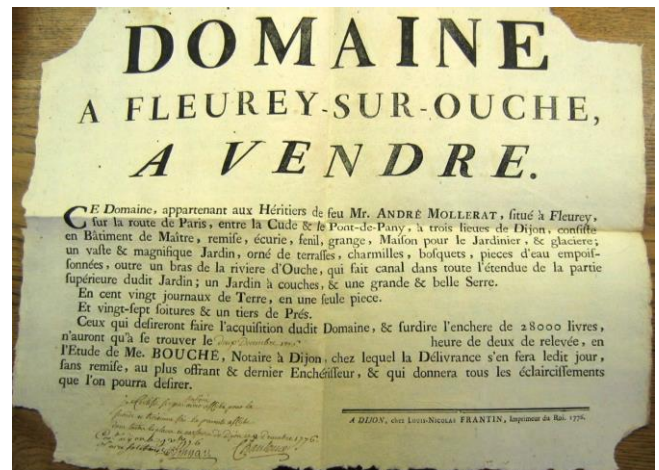 DOMAINE
A FLEUREY-SUR-OUCHE,
A VENDRE.
CE Domaine, appartenant aux Héritiers de feu Mr. ANDRÉ MOLLERAT, situé à Fleurey,
sur la route de Paris, entre la Cude & le Pont-de-Pany, à trois lieues de Dijon, consiste
en Bâtiment de Maître, remise, écurie, fenil, grange, Maison pour le Jardinier, & glaciere;
un vaste & magnifique Jardin, orné de terrasses, charmilles, bosquets, pieces d'eau empois-
sonnées, outre un bras de la riviere d'Ouche, qui fait canal dans toute l'étendue de la partie
supérieure dudit Jardin; un Jardin à couches, & une grande & belle Serre.
En cent vingt journaux de Terre, en une seule piece.
Et vingt-sept soitures & un tiers de Prés.
Ceux qui desireront faire l'acquisition dudit Domaine, & surdire l'enchere de 28000 livres,
n'auront qu'à se trouver le heure de deux de relevée, en
l'Etude de Me. BOUCHÉ, Notaire à Dijon, chez lequel la Délivrance s'en fera ledit jour,
sans remise, au plus offrant & dernier Enchérisseur, & qui donnera tous les éclaircissements
que l'on pourra desirer.
A DIJON, chez LOUIS-NICOLAS FRANTIN, Imprimeur du Roi. 1776.